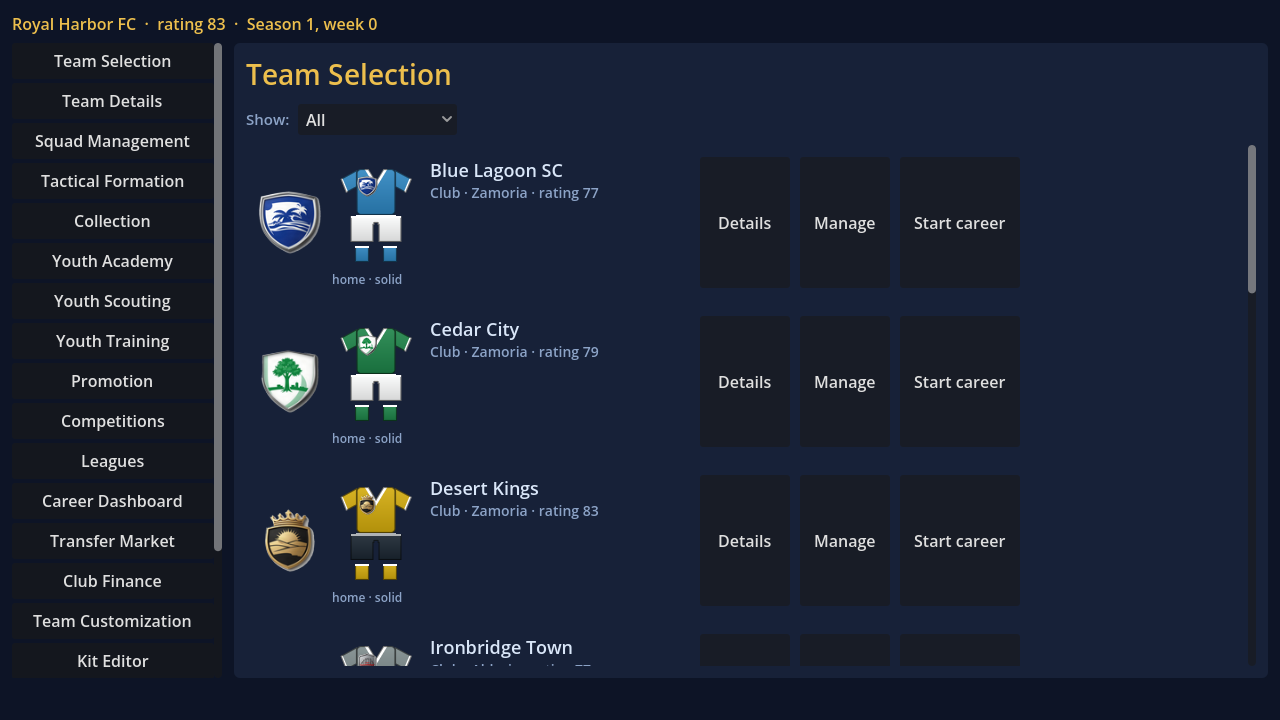 Royal Harbor FC · rating 83 · Season 1, week 0
Team Selection
Team Details
Squad Management
Tactical Formation
Collection
Youth Academy
Youth Scouting
Youth Training
Promotion
Competitions
Leagues
Career Dashboard
Transfer Market
Club Finance
Team Customization
Kit Editor
Team Selection
Show: All
Blue Lagoon SC
Club · Zamoria · rating 77
home · solid
Details
Manage
Start career
Cedar City
Club · Zamoria · rating 79
home · solid
Details
Manage
Start career
Desert Kings
Club · Zamoria · rating 83
home · solid
Details
Manage
Start career
Ironbridge Town